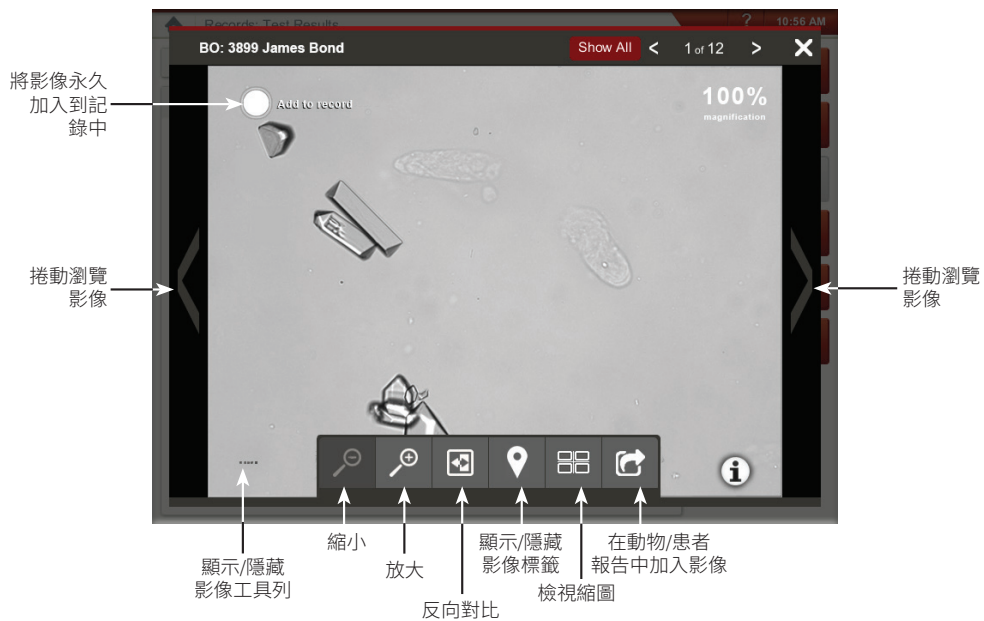 Records: Test Results
?
10:56 AM
BO: 3899 James Bond
Show All
<
1 of 12
>
將影像永久
加入到記
錄中
Add to record
100%
magnification
捲動瀏覽
影像
捲動瀏覽
影像
縮小
放大
反向對比
顯示/隱藏
影像標籤
檢視縮圖
在動物/患者
報告中加入影像
顯示/隱藏
影像工具列